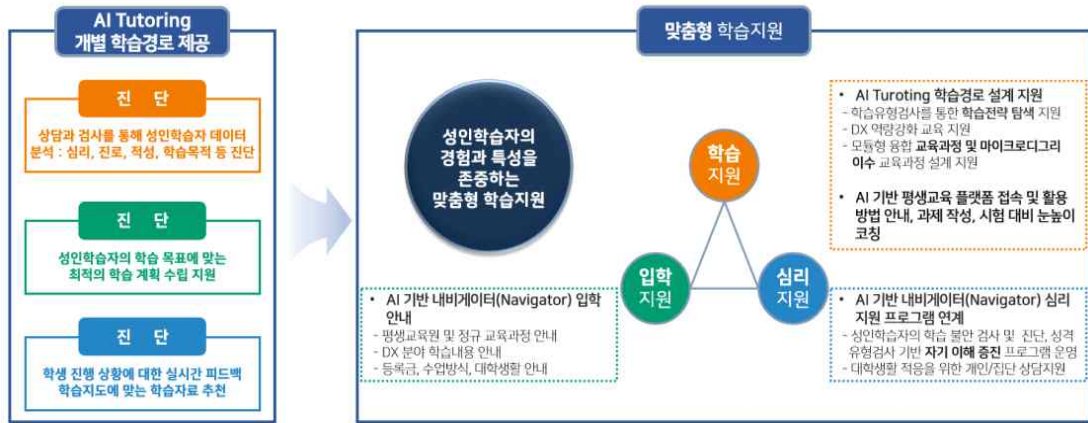 AI Tutoring
개별 학습경로 제공
진 단
상담과 검사를 통해 성인학습자 데이터
분석 : 심리, 진로, 적성, 학습목적 등 진단
진 단
성인학습자의 학습 목표에 맞는
최적의 학습 계획 수립 지원
진 단
학생 진행 상황에 대한 실시간 피드백
학습지도에 맞는 학습자료 추천
맞춤형 학습지원
성인학습자의
경험과 특성을
존중하는
맞춤형 학습지원
학습
지원
입학
지원
심리
지원
• AI Turoting 학습경로 설계 지원
- 학습유형검사를 통한 학습전략 탐색 지원
- DX 역량강화 교육 지원
- 모듈형 융합 교육과정 및 마이크로디그리
이수 교육과정 설계 지원
• AI 기반 평생교육 플랫폼 접속 및 활용
방법 안내, 과제 작성, 시험 대비 눈높이
코칭
• AI 기반 내비게이터(Navigator) 입학
안내
- 평생교육원 및 정규 교육과정 안내
- DX 분야 학습내용 안내
- 등록금, 수업방식, 대학생활 안내
• AI 기반 내비게이터(Navigator) 심리
지원 프로그램 연계
- 성인학습자의 학습 불안 검사 및 진단, 성격
유형검사 기반 자기 이해 증진 프로그램 운영
- 대학생활 적응을 위한 개인/집단 상담지원